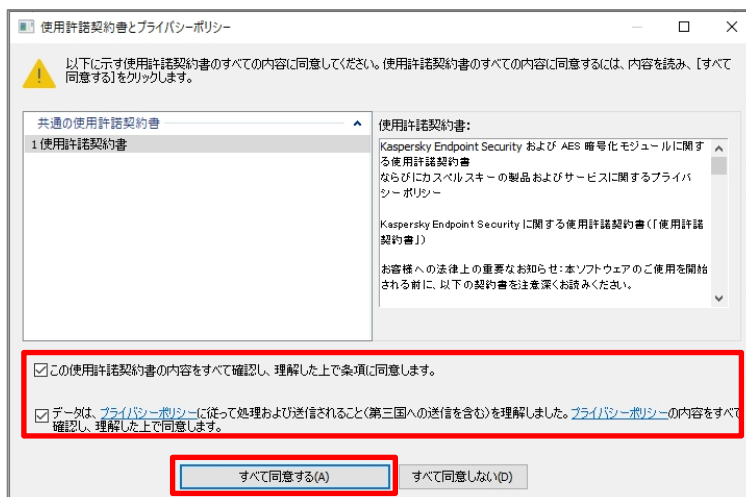 使用許諾契約書とプライバシーポリシー
以下に示す使用許諾契約書のすべての内容に同意してください。使用許諾契約書のすべての内容に同意するには、内容を読み、[すべて
同意する]をクリックします。
共通の使用許諾契約書
1 使用許諾契約書
使用許諾契約書:
Kaspersky Endpoint Security および AES 暗号化モジュールに関す
る使用許諾契約書
ならびにカスペルスキーの製品およびサービスに関するプライバ
シーポリシー
Kaspersky Endpoint Security に関する使用許諾契約書(「使用許諾
契約書」)
お客様への法律上の重要なお知らせ:本ソフトウェアのご使用を開始
される前に、以下の契約書を注意深くお読みください。
この使用許諾契約書の内容をすべて確認し、理解した上で条項に同意します。
データは、プライバシーポリシーに従って処理および送信されること(第三国への送信を含む)を理解しました。プライバシーポリシーの内容をすべて
確認し、理解した上で同意します。
すべて同意する(A)
すべて同意しない(D)